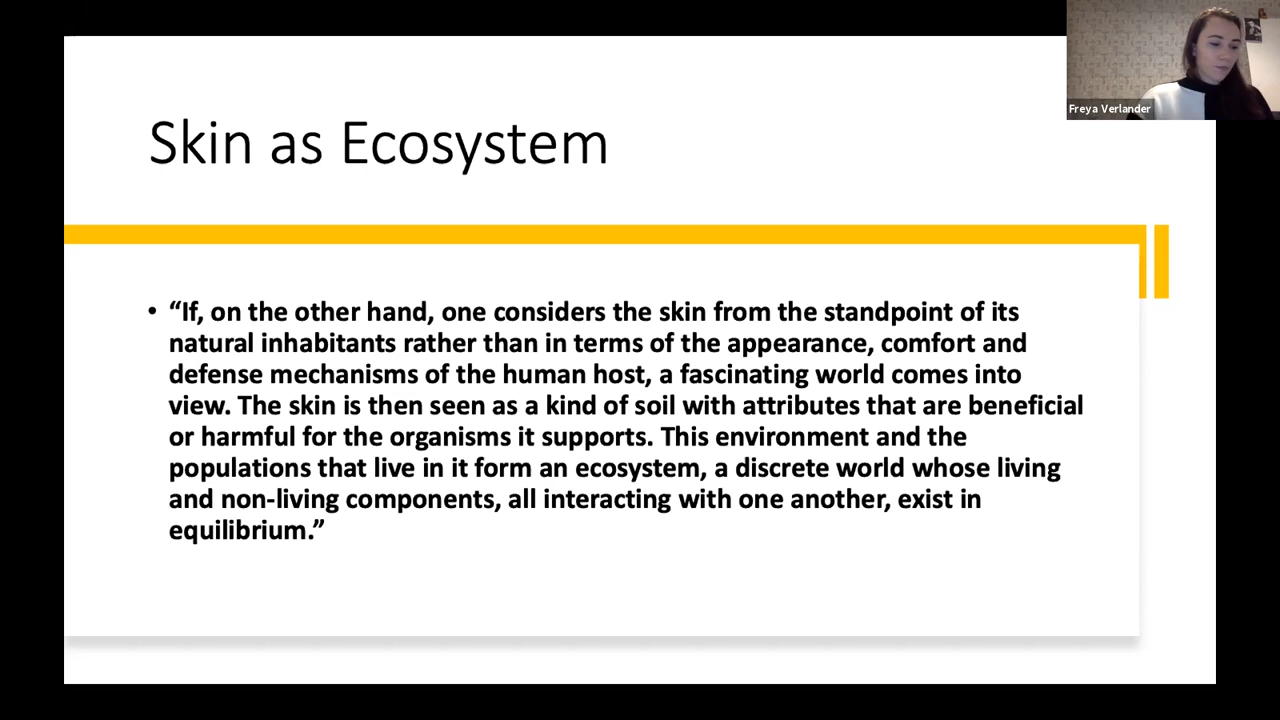 Freya Verlander
Skin as Ecosystem
• “If, on the other hand, one considers the skin from the standpoint of its
natural inhabitants rather than in terms of the appearance, comfort and
defense mechanisms of the human host, a fascinating world comes into
view. The skin is then seen as a kind of soil with attributes that are beneficial
or harmful for the organisms it supports. This environment and the
populations that live in it form an ecosystem, a discrete world whose living
and non-living components, all interacting with one another, exist in
equilibrium.”